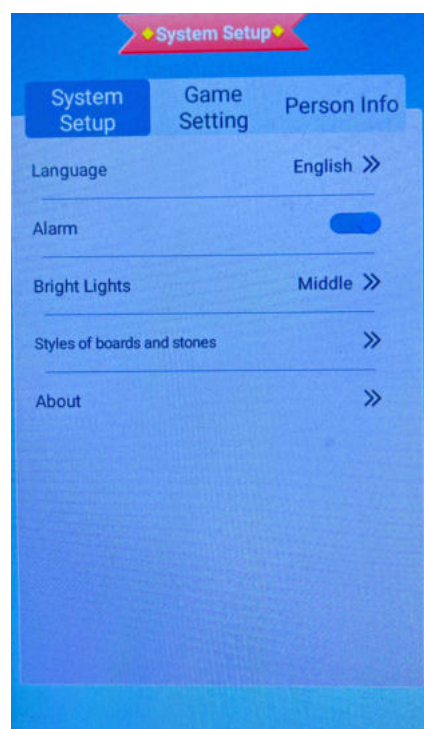 System Setup
System
Setup
Game
Setting
Person Info
Language
English
Alarm
Bright Lights
Middle
Styles of boards and stones
About